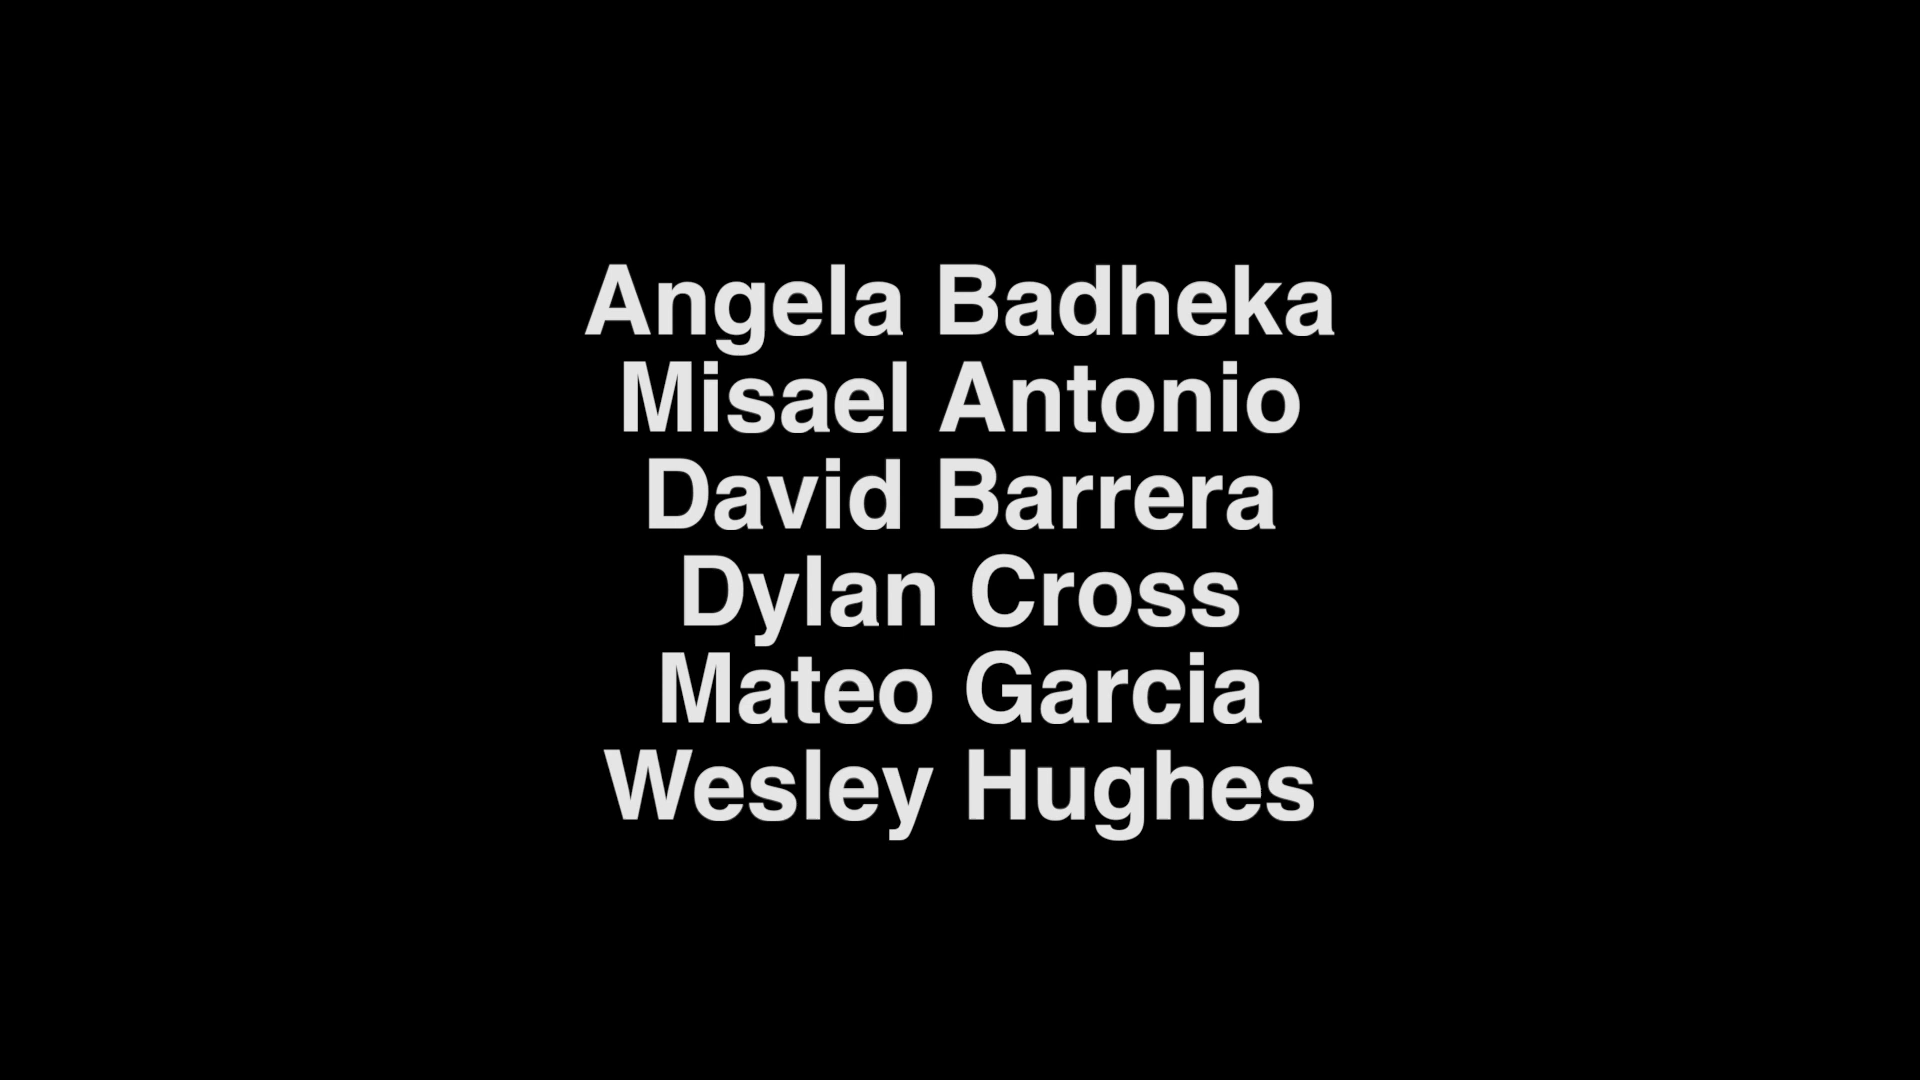 Angela Badheka
Misael Antonio
David Barrera
Dylan Cross
Mateo Garcia
Wesley Hughes